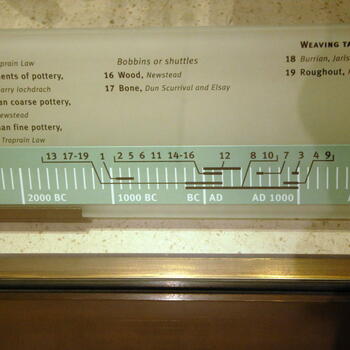 Traprain Law
ents of pottery,
arry lochdrach
an coarse pottery,
ewstead
an fine pottery,
Traprain Law
Bobbins or shuttles
16 Wood, Newstead
17 Bone, Dun Scurrival and Elsay
WEAVING TA
18 Burrian, Jarls
19 Roughout,
13 17-19 1 2 5 6 11 14-16 12 8 10 7 3 4 9
2000 BC 1000 BC BC AD AD 1000 A